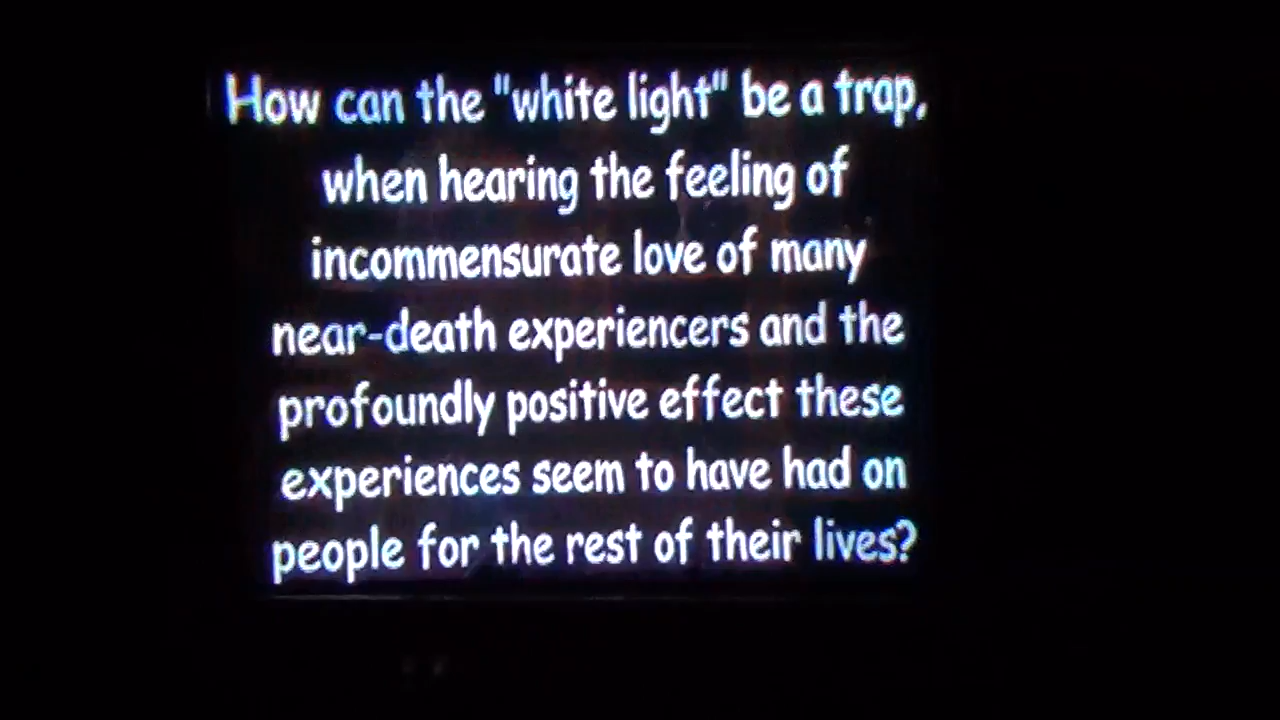 How can the "white light" be a trap,
when hearing the feeling of
incommensurate love of many
near-death experiencers and the
profoundly positive effect these
experiences seem to have had on
people for the rest of their lives?